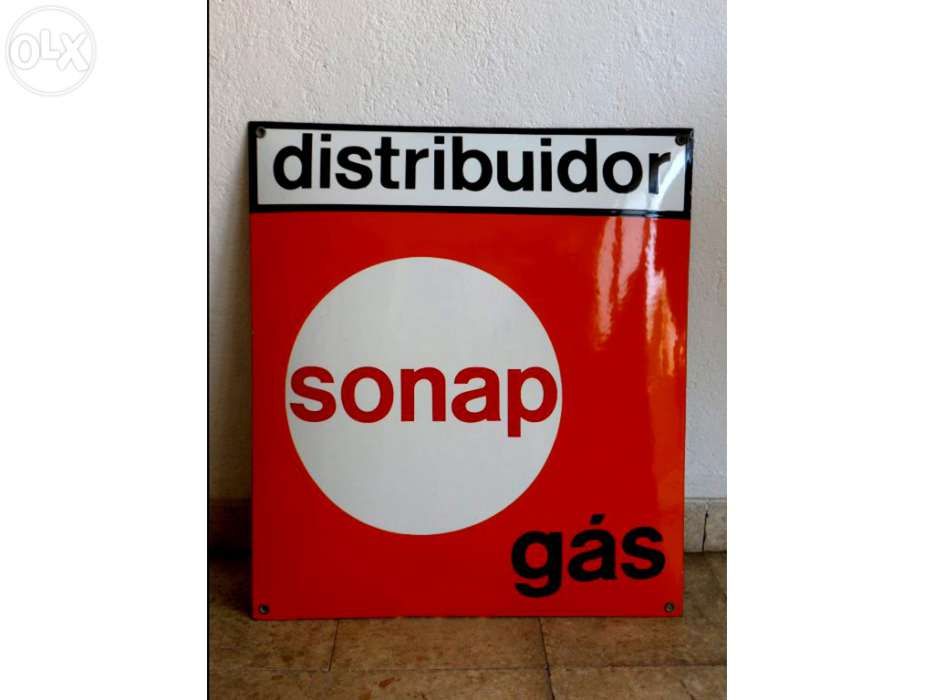 OLX
distribuidor
sonap
gás